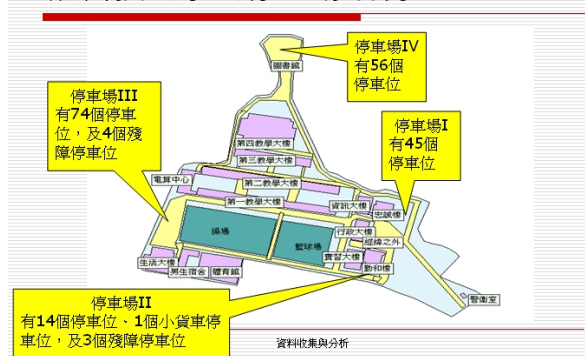 停車場IV
有56個
停車位
圖書館
停車場III
有74個停車
位，及4個殘
障停車位
停車場I
有45個
停車位
第四教學大樓
第三教學大樓
電算中心
第二教學大樓
第一教學大樓
資訊大樓
忠誠樓
操場
行政大樓
籃球場
經緯之外
實習大樓
勤和樓
生活大樓
男生宿舍
體育館
警衛室
停車場II
有14個停車位、1個小貨車停
車位，及3個殘障停車位
資料收集與分析